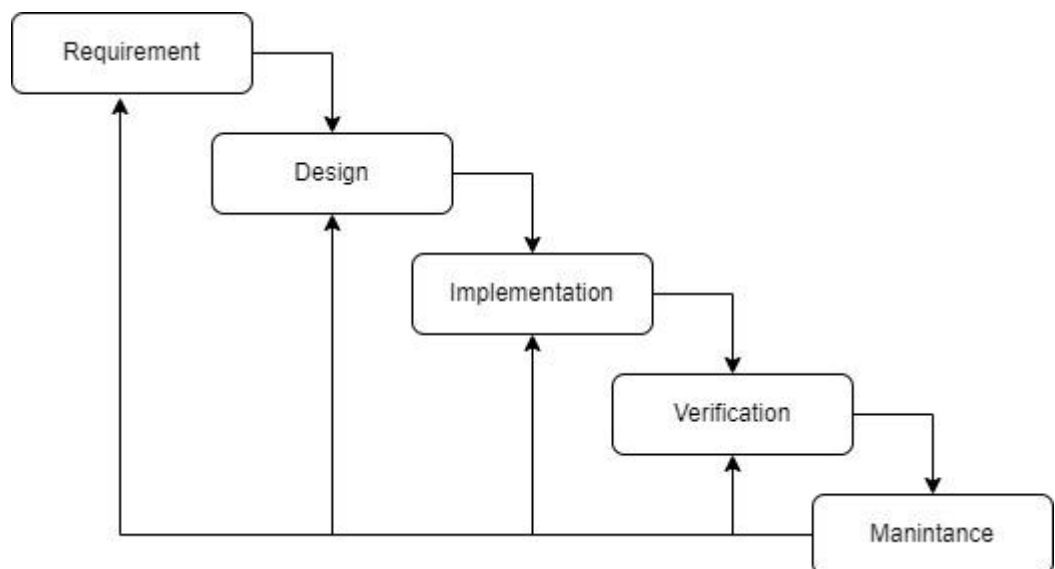 Requirement
Design
Implementation
Verification
Manintance